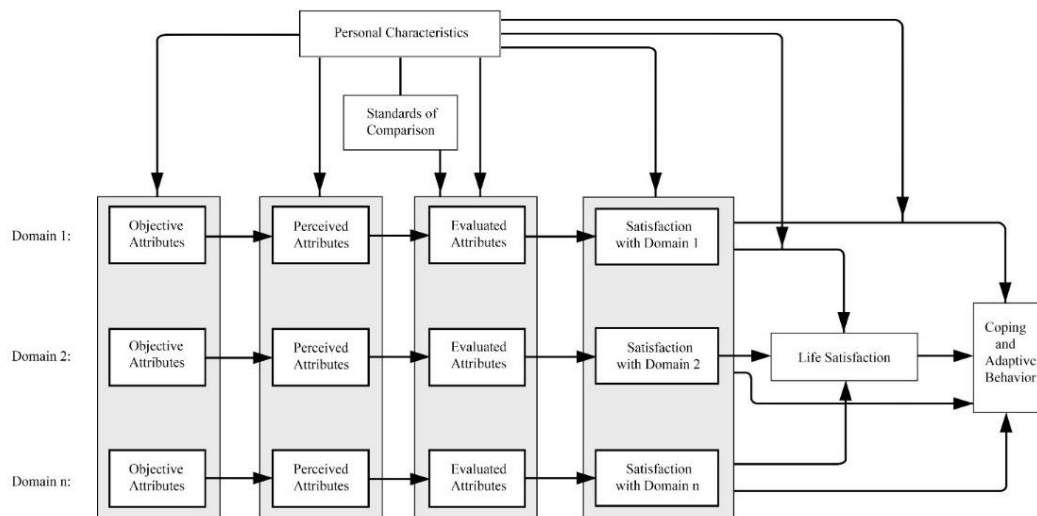 Personal Characteristics
Standards of
Comparison
Domain 1:
Objective
Attributes
Perceived
Attributes
Evaluated
Attributes
Satisfaction
with Domain 1
Domain 2:
Objective
Attributes
Perceived
Attributes
Evaluated
Attributes
Satisfaction
with Domain 2
Life Satisfaction
Coping
and
Adaptive
Behavior
Domain n:
Objective
Attributes
Perceived
Attributes
Evaluated
Attributes
Satisfaction
with Domain n